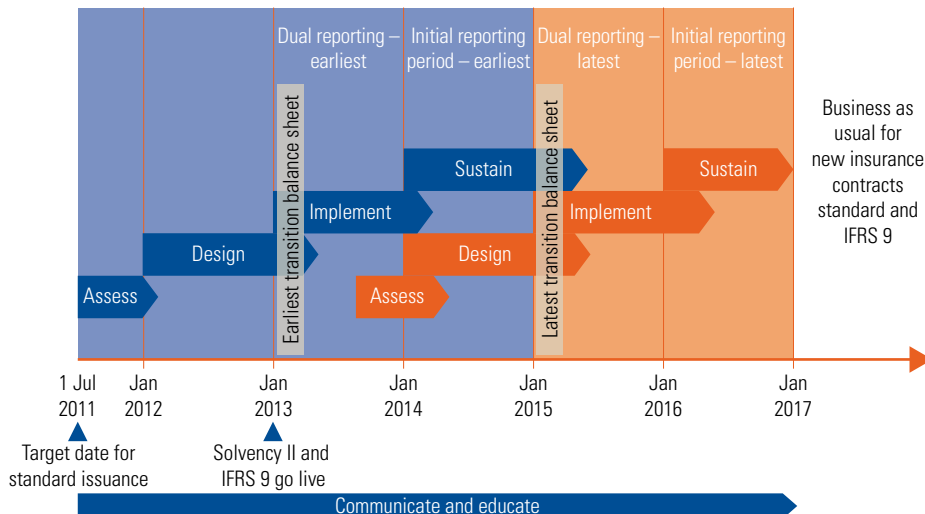 Dual reporting –
earliest
Initial reporting
period – earliest
Dual reporting –
latest
Initial reporting
period – latest
Business as
usual for
new insurance
contracts
standard and
IFRS 9
Earliest transition balance sheet
Latest transition balance sheet
Sustain
Sustain
Implement
Implement
Design
Design
Assess
Assess
1 Jul
2011
Jan
2012
Jan
2013
Jan
2014
Jan
2015
Jan
2016
Jan
2017
Target date for
standard issuance
Solvency II and
IFRS 9 go live
Communicate and educate